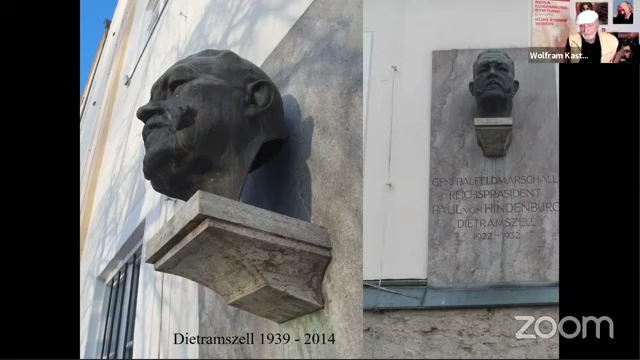 Wolfram Kast...
GENERALFELDMARSCHALL
REICHSPRÄSIDENT
PAUL VON HINDENBURG
DIETRAMSZELL
1922 – 1932
Dietramszell 1939 - 2014
zoom